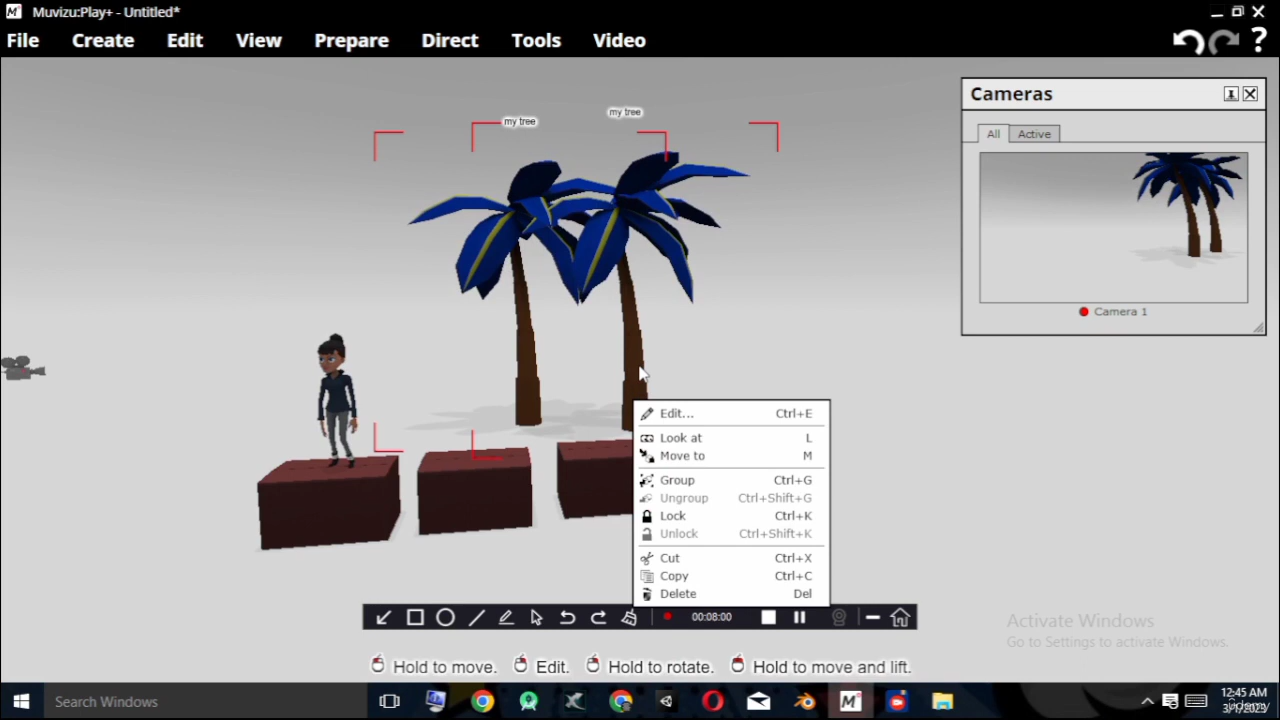 Muvizu:Play+ - Untitled*
File Create Edit View Prepare Direct Tools Video ?
Cameras
All Active
Camera 1
my tree
my tree
Edit... Ctrl+E
Look at L
Move to M
Group Ctrl+G
Ungroup Ctrl+Shift+G
Lock Ctrl+K
Unlock Ctrl+Shift+K
Cut Ctrl+X
Copy Ctrl+C
Delete Del
00:08:00
Activate Windows
Go to Settings to activate Windows.
Hold to move. Edit. Hold to rotate. Hold to move and lift.
Search Windows
12:45 AM